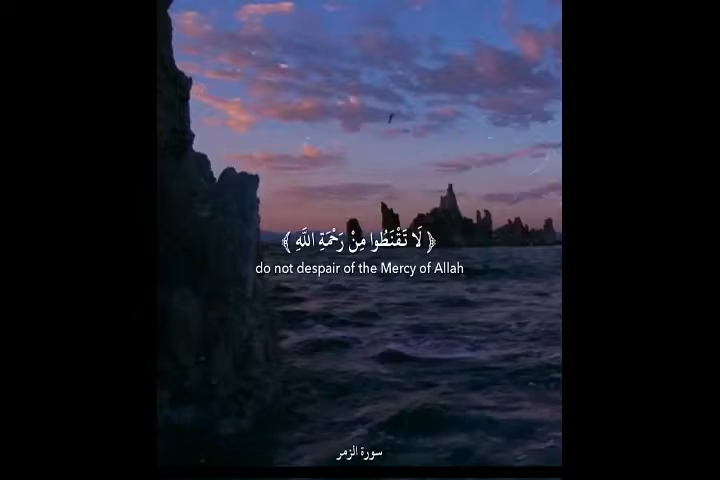 ﴿ لَا تَقْنَطُوا مِنْ رَحْمَةِ اللَّهِ ﴾
do not despair of the Mercy of Allah
سورة الزمر